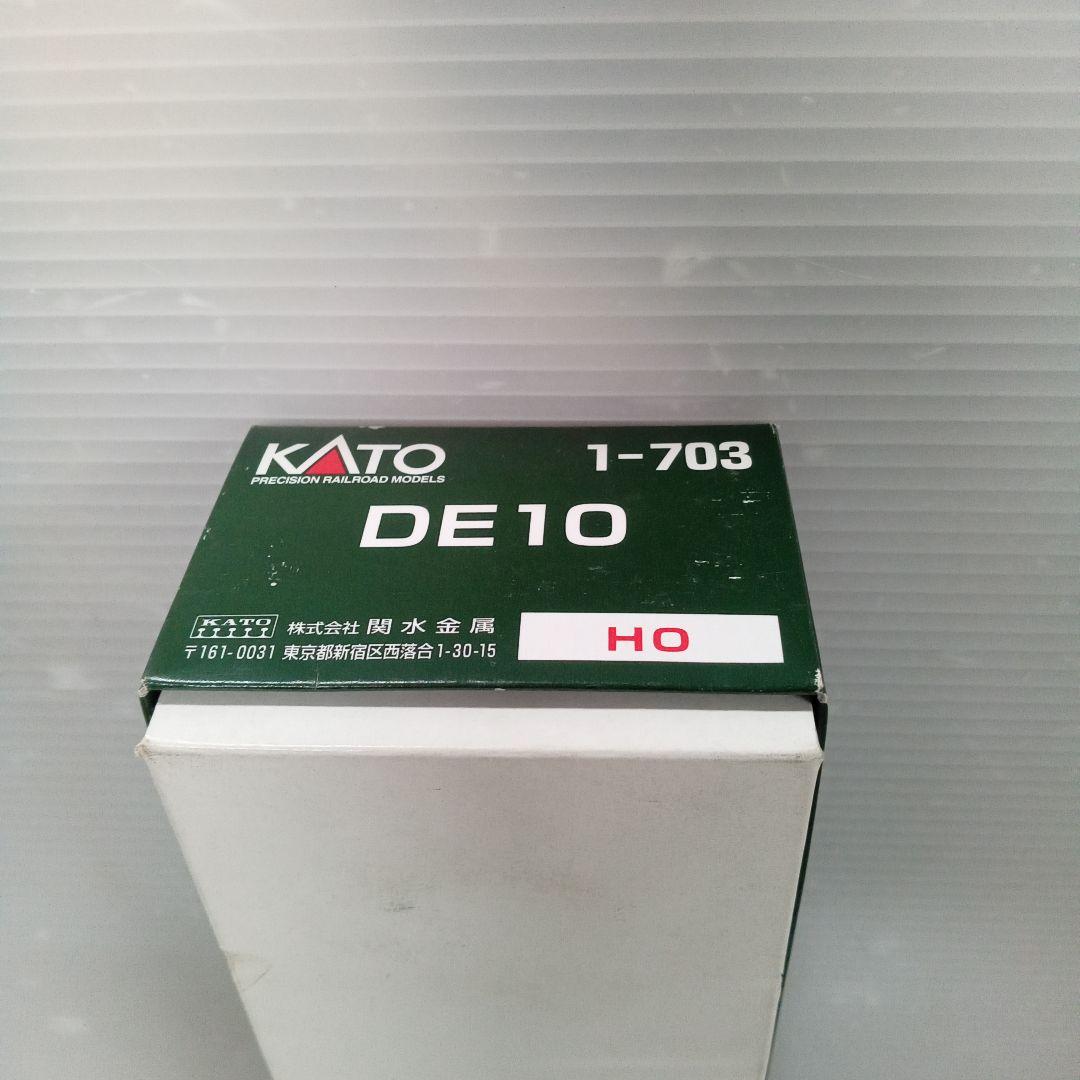 KATO 1-703
PRECISION RAILROAD MODELS
DE10
KATO 株式会社 関水金属
〒161-0031 東京都新宿区西落合1-30-15
HO